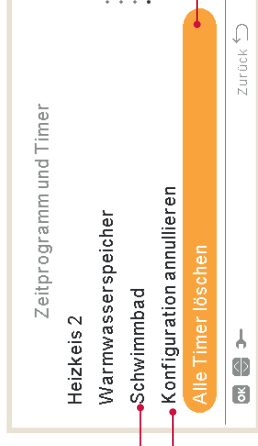 Zeitprogramm und Timer
Heizkeis 2
Warmwasserspeicher
Schwimmbad
Konfiguration annullieren
Alle Timer löschen
OK
Zurück